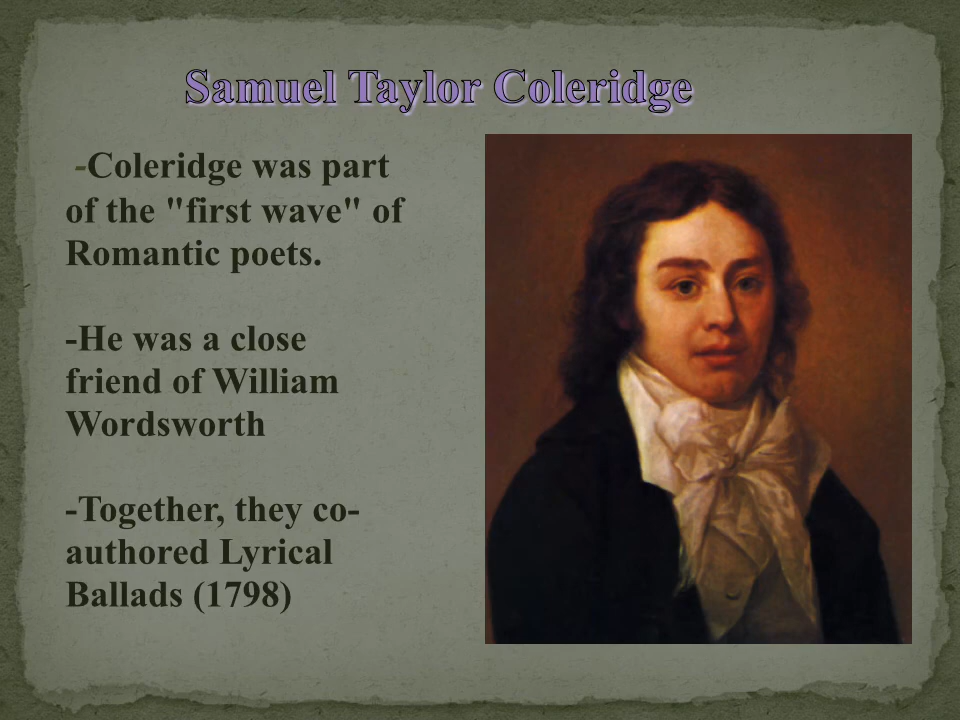 Samuel Taylor Coleridge
-Coleridge was part
of the "first wave" of
Romantic poets.
-He was a close
friend of William
Wordsworth
-Together, they co-
authored Lyrical
Ballads (1798)